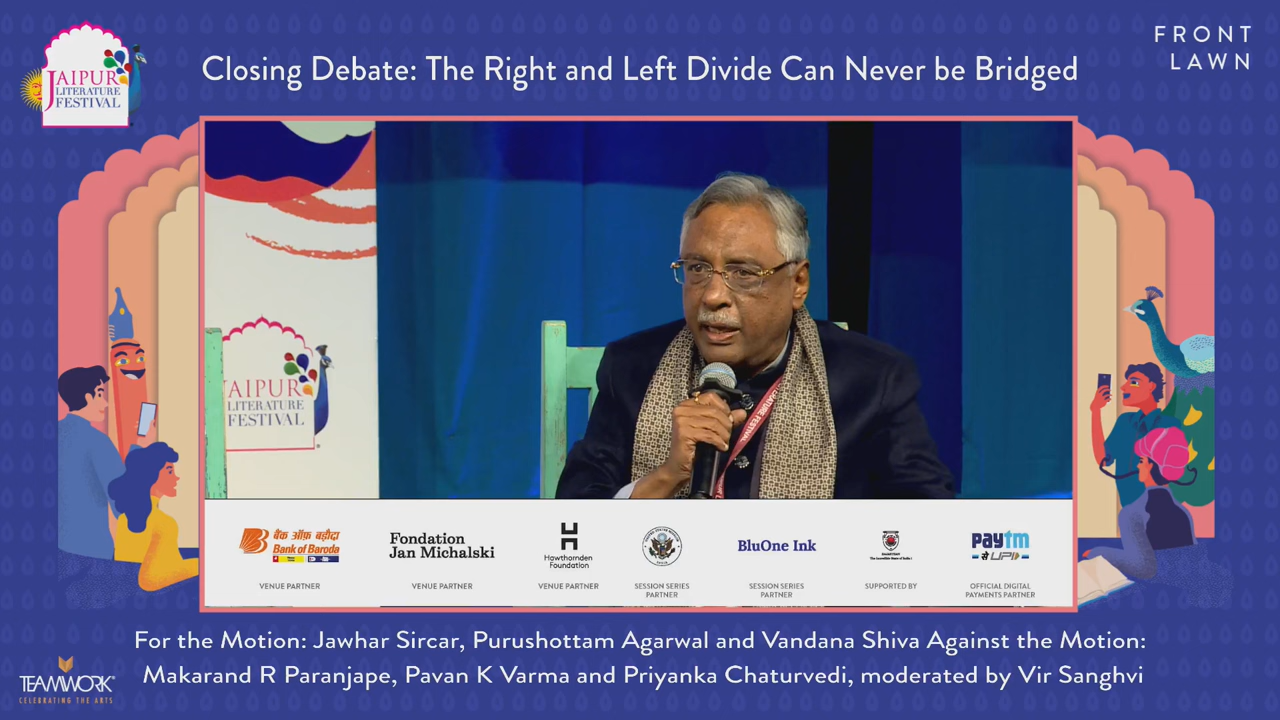 FRONT
LAWN
JAIPUR
LITERATURE
FESTIVAL
Closing Debate: The Right and Left Divide Can Never be Bridged
JAIPUR
LITERATURE
FESTIVAL
बैंक ऑफ़ बड़ौदा
Bank of Baroda
VENUE PARTNER
Fondation
Jan Michalski
VENUE PARTNER
Hawthornden
Foundation
VENUE PARTNER
SESSION SERIES
PARTNER
BluOne Ink
SESSION SERIES
PARTNER
SUPPORTED BY
paytm
से UPI
OFFICIAL DIGITAL
PAYMENTS PARTNER
For the Motion: Jawhar Sircar, Purushottam Agarwal and Vandana Shiva Against the Motion:
Makarand R Paranjape, Pavan K Varma and Priyanka Chaturvedi, moderated by Vir Sanghvi
TEAMWORK
CELEBRATING THE ARTS